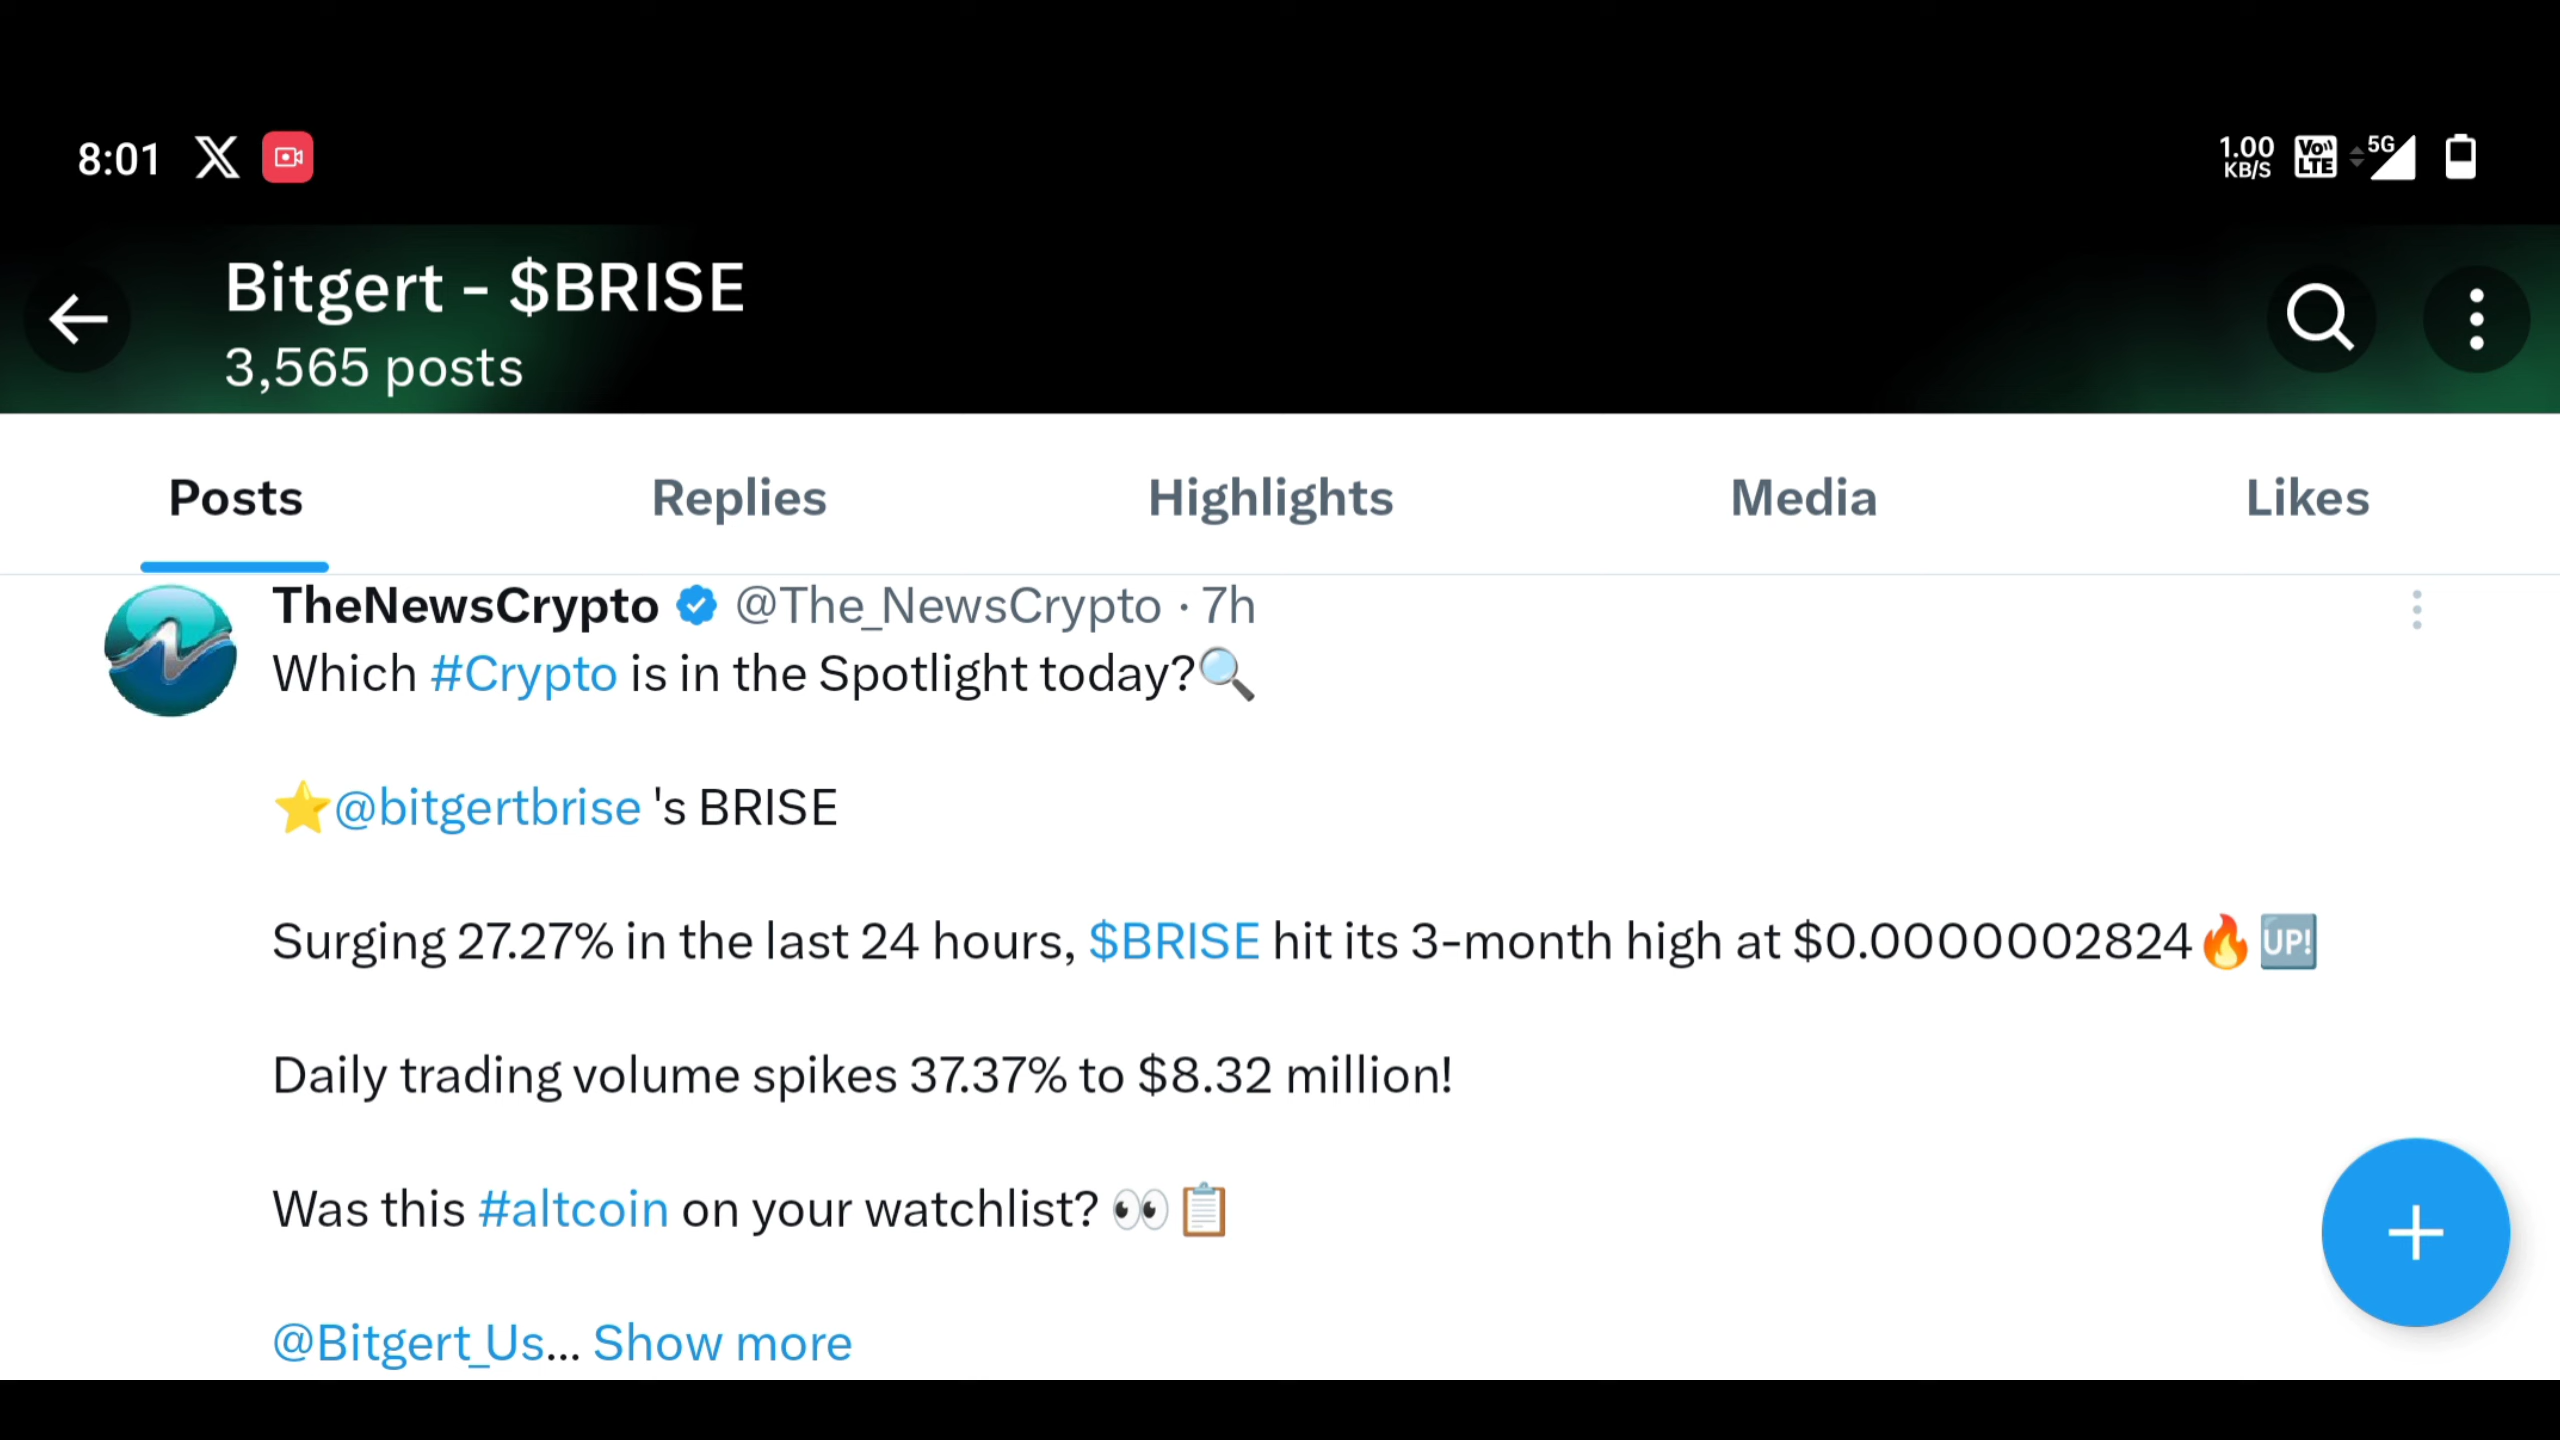 8:01
1.00
KB/S
Vo
LTE
5G
Bitgert - $BRISE
3,565 posts
Posts Replies Highlights Media Likes
TheNewsCrypto @The_NewsCrypto · 7h
Which #Crypto is in the Spotlight today?🔍
⭐@bitgertbrise 's BRISE
Surging 27.27% in the last 24 hours, $BRISE hit its 3-month high at $0.0000002824🔥🆙
Daily trading volume spikes 37.37% to $8.32 million!
Was this #altcoin on your watchlist? 👀📋
@Bitgert_Us... Show more